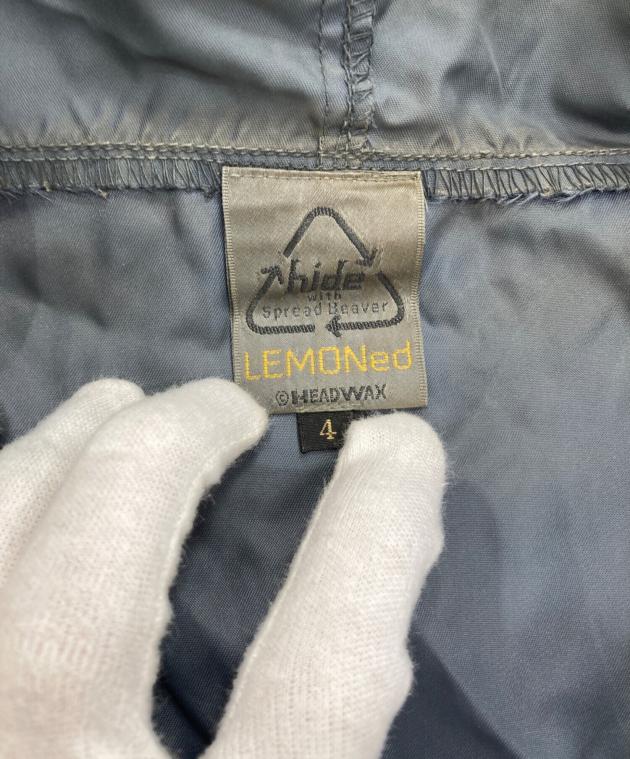 hide
with
Spread Beaver
LEMONed
©HEADWAX
4